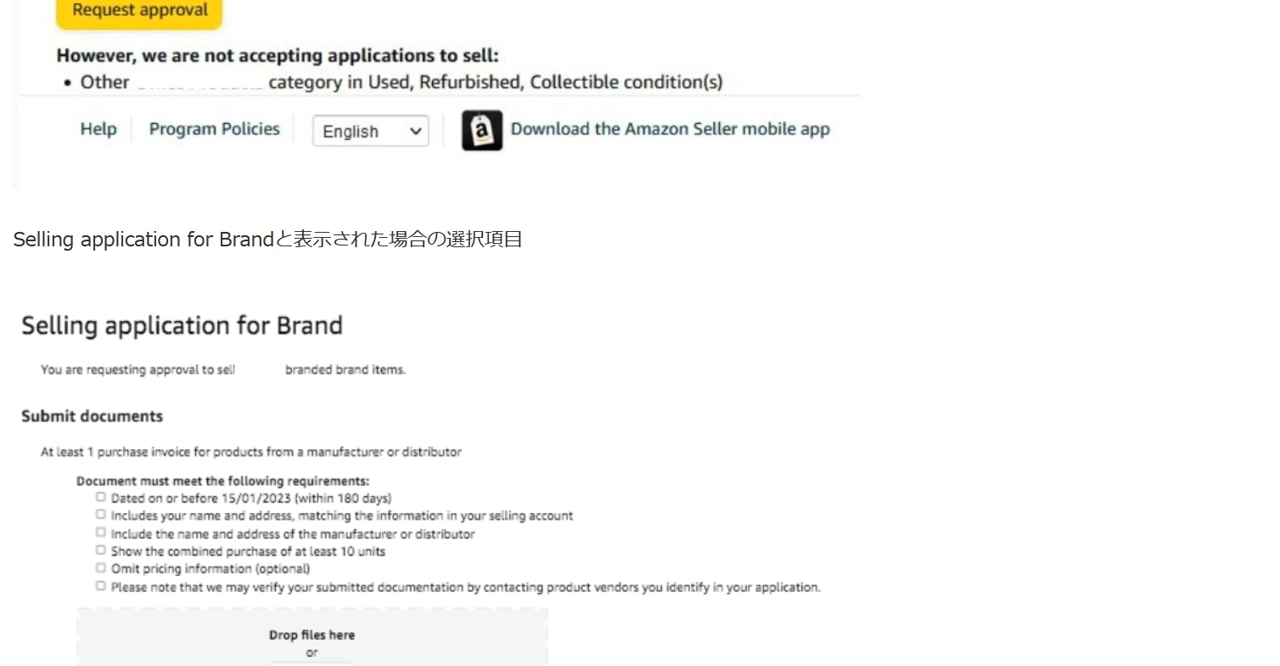 Request approval
However, we are not accepting applications to sell:
• Other category in Used, Refurbished, Collectible condition(s)
Help Program Policies English Download the Amazon Seller mobile app
Selling application for Brandと表示された場合の選択項目
Selling application for Brand
You are requesting approval to sell branded brand items.
Submit documents
At least 1 purchase invoice for products from a manufacturer or distributor
Document must meet the following requirements:
Dated on or before 15/01/2023 (within 180 days)
Includes your name and address, matching the information in your selling account
Include the name and address of the manufacturer or distributor
Show the combined purchase of at least 10 units
Omit pricing information (optional)
Please note that we may verify your submitted documentation by contacting product vendors you identify in your application.
Drop files here
or